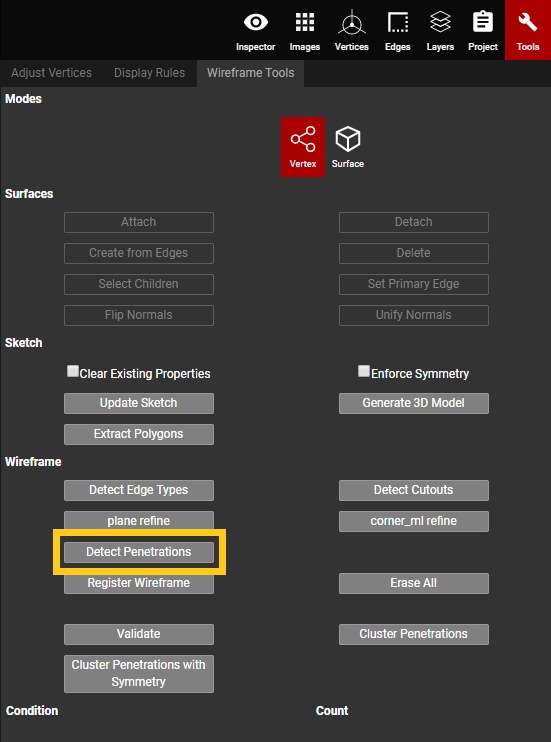 Inspector Images Vertices Edges Layers Project Tools
Adjust Vertices Display Rules Wireframe Tools
Modes
Vertex Surface
Surfaces
Attach Detach
Create from Edges Delete
Select Children Set Primary Edge
Flip Normals Unify Normals
Sketch
Clear Existing Properties Enforce Symmetry
Update Sketch Generate 3D Model
Extract Polygons
Wireframe
Detect Edge Types Detect Cutouts
plane refine corner_ml refine
Detect Penetrations
Register Wireframe Erase All
Validate Cluster Penetrations
Cluster Penetrations with
Symmetry
Condition Count